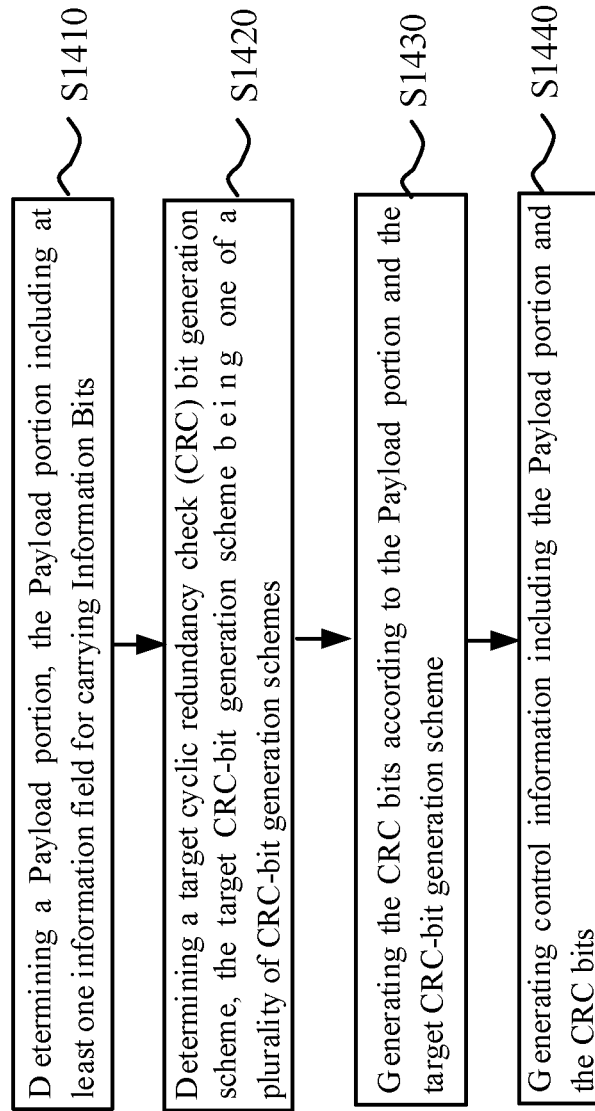 Determining a Payload portion, the Payload portion including at
least one information field for carrying Information Bits
S1410
Determining a target cyclic redundancy check (CRC) bit generation
scheme, the target CRC-bit generation scheme being one of a
plurality of CRC-bit generation schemes
S1420
Generating the CRC bits according to the Payload portion and the
target CRC-bit generation scheme
S1430
Generating control information including the Payload portion and
the CRC bits
S1440